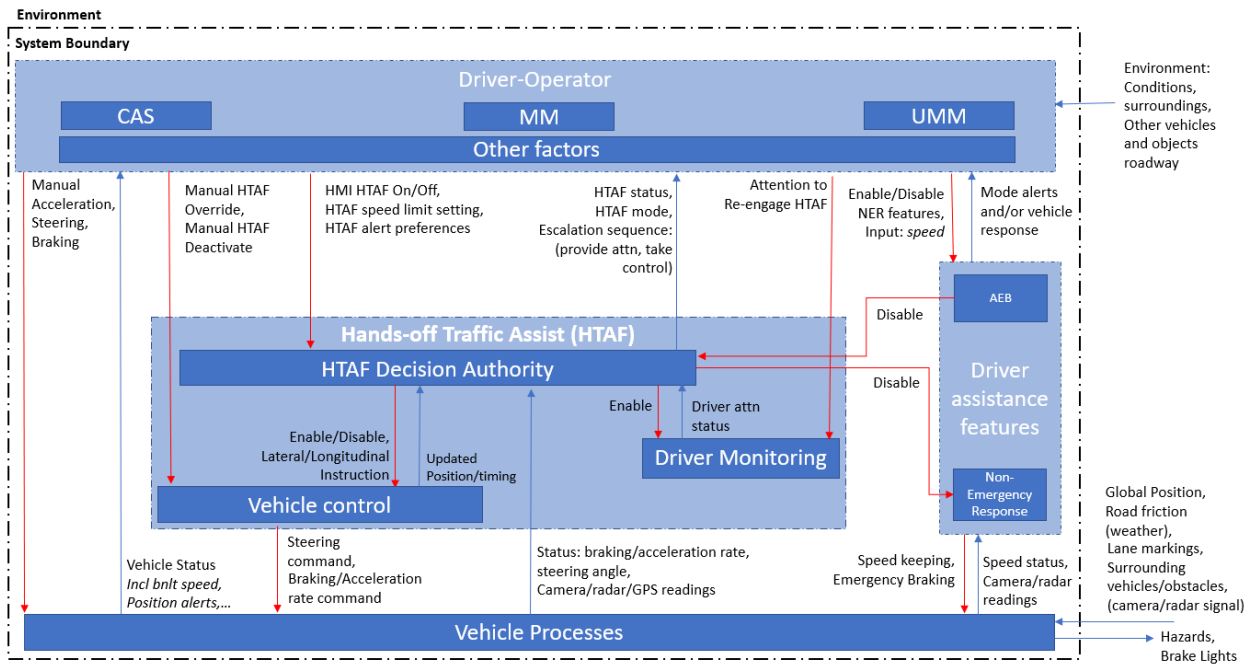 Environment
System Boundary
Driver-Operator
CAS
MM
UMM
Other factors
Environment:
Conditions,
surroundings,
Other vehicles
and objects
roadway
Manual
Acceleration,
Steering,
Braking
Manual HTAF
Override,
Manual HTAF
Deactivate
HMI HTAF On/Off,
HTAF speed limit setting,
HTAF alert preferences
HTAF status,
HTAF mode,
Escalation sequence:
(provide attn, take
control)
Attention to
Re-engage HTAF
Enable/Disable
NER features,
Input: speed
Mode alerts
and/or vehicle
response
AEB
Disable
Hands-off Traffic Assist (HTAF)
HTAF Decision Authority
Disable
Driver
assistance
features
Enable
Driver attn
status
Enable/Disable,
Lateral/Longitudinal
Instruction
Updated
Position/timing
Driver Monitoring
Vehicle control
Non-
Emergency
Response
Global Position,
Road friction
(weather),
Lane markings,
Surrounding
vehicles/obstacles,
(camera/radar signal)
Vehicle Status
Incl bnlt speed,
Position alerts,...
Steering
command,
Braking/Acceleration
rate command
Status: braking/acceleration rate,
steering angle,
Camera/radar/GPS readings
Speed keeping,
Emergency Braking
Speed status,
Camera/radar
readings
Vehicle Processes
Hazards,
Brake Lights